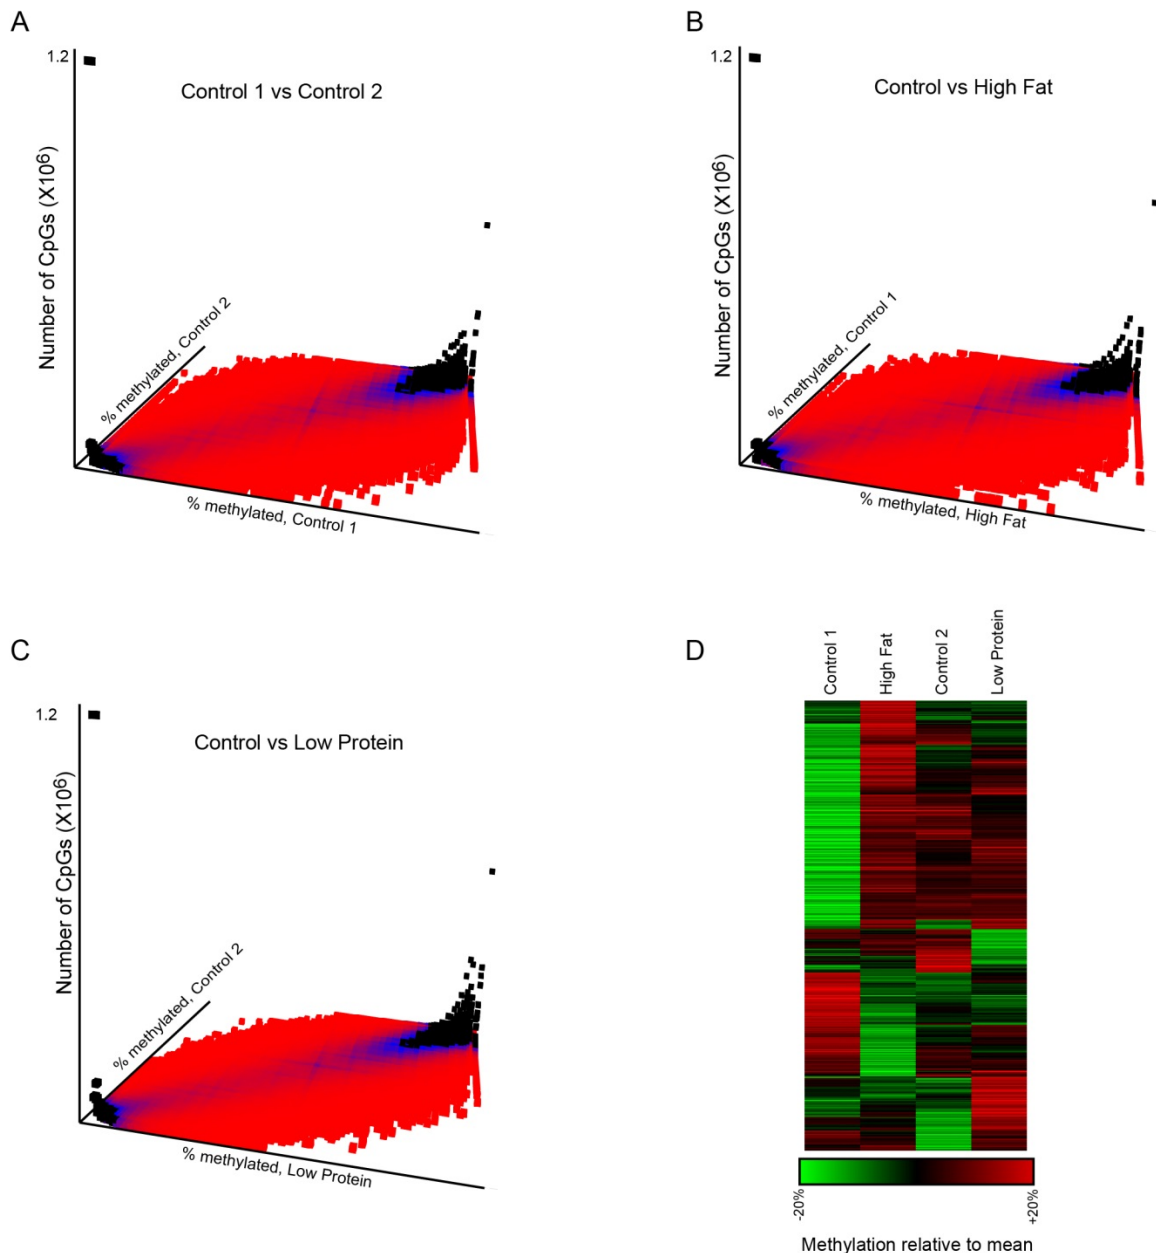 A
1.2
Control 1 vs Control 2
Number of CpGs (X10⁶)
% methylated, Control 2
% methylated, Control 1
B
1.2
Control vs High Fat
Number of CpGs (X10⁶)
% methylated, Control 1
% methylated, High Fat
C
1.2
Control vs Low Protein
Number of CpGs (X10⁶)
% methylated, Control 2
% methylated, Low Protein
D
Control 1
High Fat
Control 2
Low Protein
-20%
+20%
Methylation relative to mean